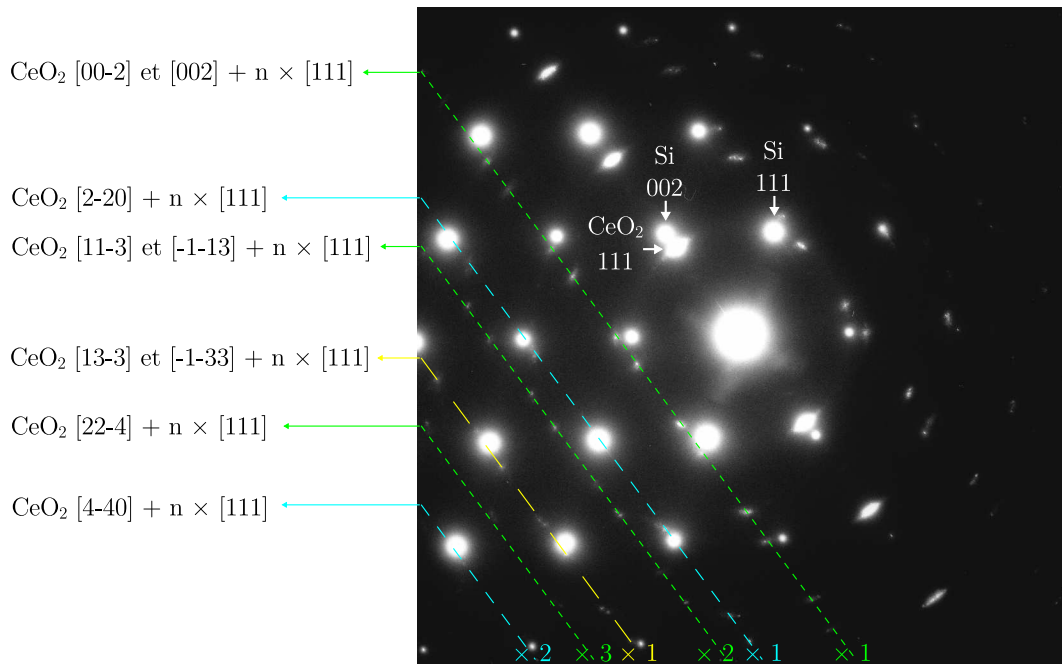 CeO₂ [00-2] et [002] + n × [111]
CeO₂ [2-20] + n × [111]
CeO₂ [11-3] et [-1-13] + n × [111]
CeO₂ [13-3] et [-1-33] + n × [111]
CeO₂ [22-4] + n × [111]
CeO₂ [4-40] + n × [111]
Si
002
Si
111
CeO₂
111
× 2 × 3 × 1 × 2 × 1 × 1